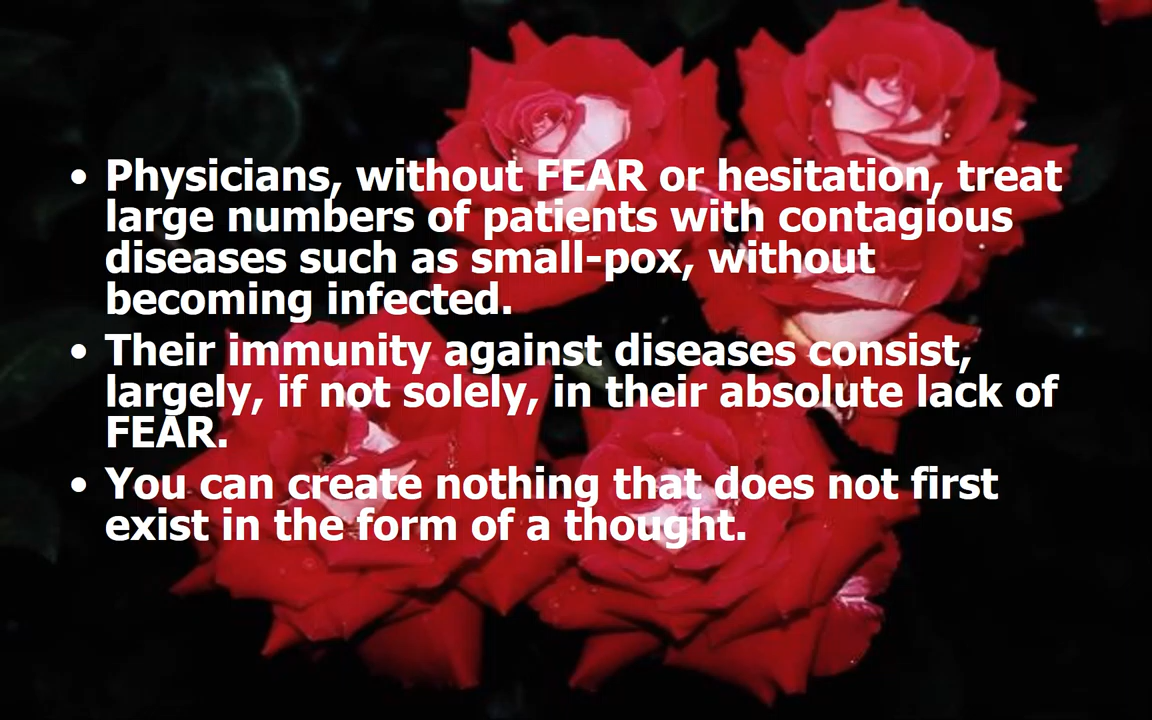 • Physicians, without FEAR or hesitation, treat
large numbers of patients with contagious
diseases such as small-pox, without
becoming infected.
• Their immunity against diseases consist,
largely, if not solely, in their absolute lack of
FEAR.
• You can create nothing that does not first
exist in the form of a thought.